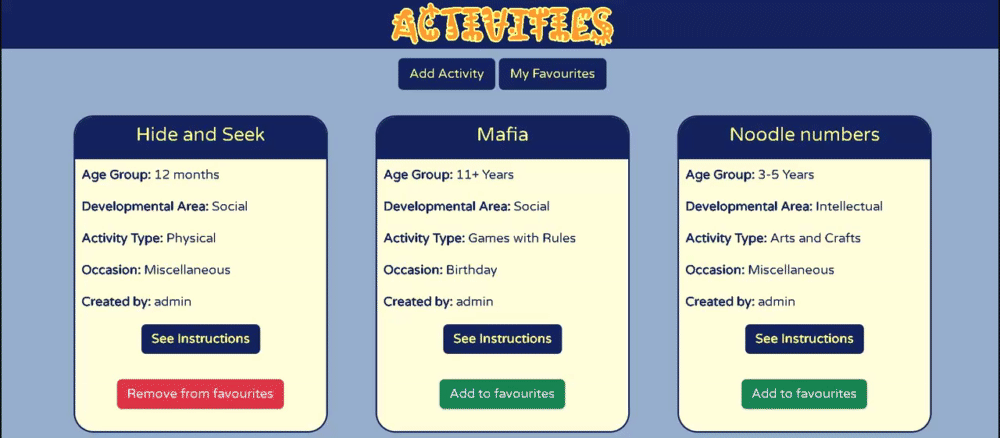 ACTIVITIES
Add Activity My Favourites
Hide and Seek
Age Group: 12 months
Developmental Area: Social
Activity Type: Physical
Occasion: Miscellaneous
Created by: admin
See Instructions
Remove from favourites
Mafia
Age Group: 11+ Years
Developmental Area: Social
Activity Type: Games with Rules
Occasion: Birthday
Created by: admin
See Instructions
Add to favourites
Noodle numbers
Age Group: 3-5 Years
Developmental Area: Intellectual
Activity Type: Arts and Crafts
Occasion: Miscellaneous
Created by: admin
See Instructions
Add to favourites